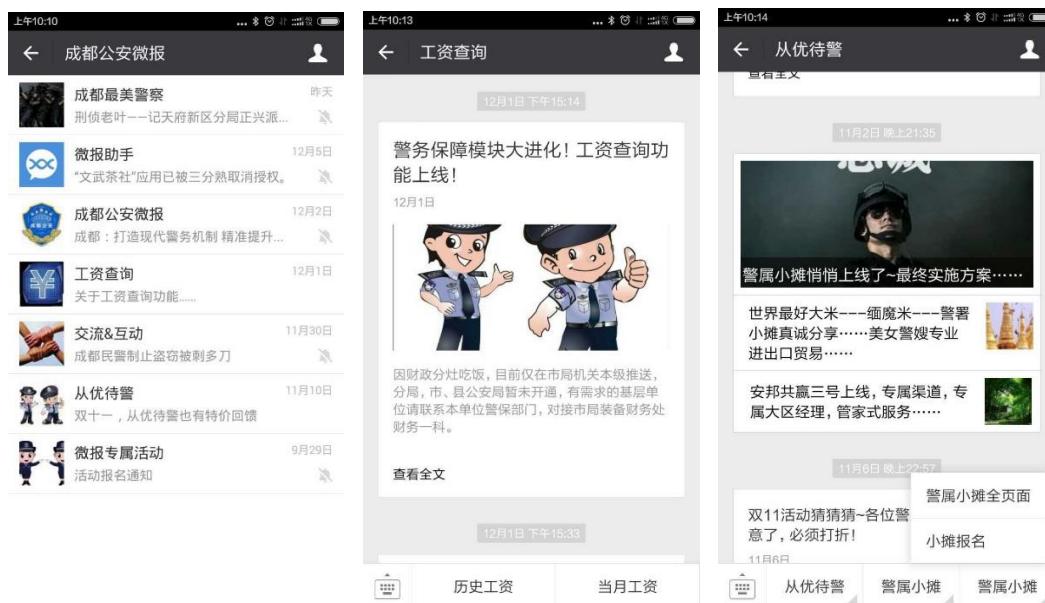 上午10:10
成都公安微报
成都最美警察
昨天
刑侦老叶——记天府新区分局正兴派...
微报助手
12月5日
“文武茶社”应用已被三分熟取消授权。
成都公安微报
12月2日
成都：打造现代警务机制 精准提升...
工资查询
12月1日
关于工资查询功能......
交流&互动
11月30日
成都民警制止盗窃被刺多刀
从优待警
11月10日
双十一，从优待警也有特价回馈
微报专属活动
9月29日
活动报名通知
上午10:13
工资查询
12月1日 下午15:14
警务保障模块大进化！工资查询功
能上线！
12月1日
因财政分灶吃饭，目前仅在市局机关本级推送，
分局，市、县公安局暂未开通，有需求的基层单
位请联系本单位警保部门，对接市局装备财务处
财务一科。
查看全文
12月1日 下午15:33
历史工资
当月工资
上午10:14
从优待警
查看全文
11月2日 晚上21:35
警属小摊悄悄上线了~最终实施方案……
世界最好大米---缅魔米---警署
小摊真诚分享……美女警嫂专业
进出口贸易……
安邦共赢三号上线，专属渠道，专
属大区经理，管家式服务……
11月6日 晚上22:57
双11活动猜猜猜~各位警
意了，必须打折！
11月6日
警属小摊全页面
小摊报名
从优待警
警属小摊
警属小摊